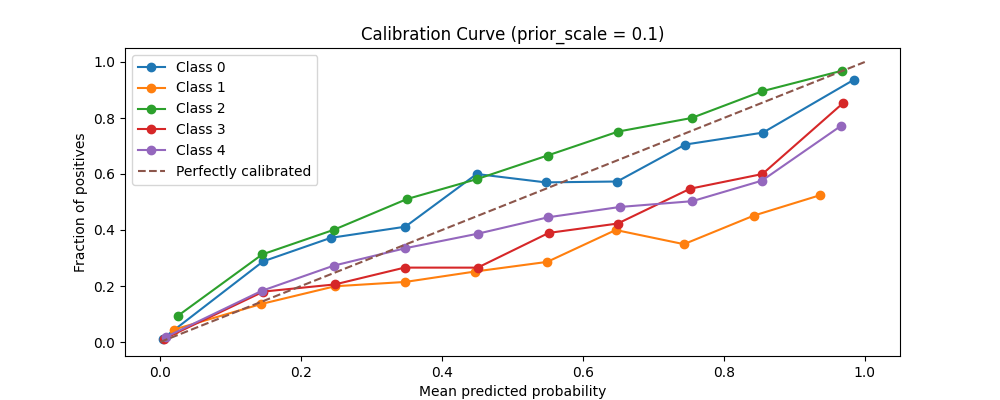 Calibration Curve (prior_scale = 0.1)
Class 0
Class 1
Class 2
Class 3
Class 4
Perfectly calibrated
Fraction of positives
1.0
0.8
0.6
0.4
0.2
0.0
0.0 0.2 0.4 0.6 0.8 1.0
Mean predicted probability